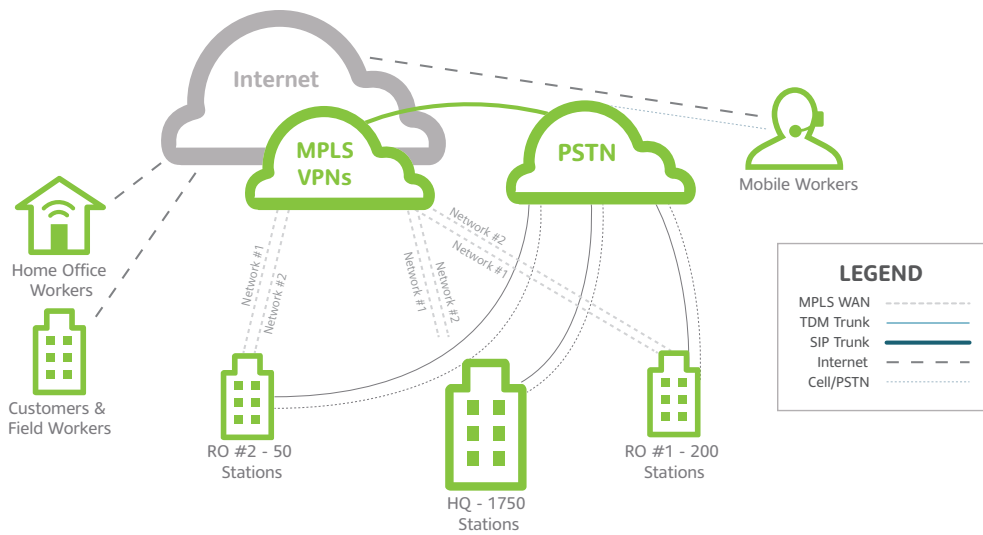 Internet
MPLS
VPNs
PSTN
Mobile Workers
Home Office
Workers
Customers &
Field Workers
Network #1
Network #2
Network #1
Network #2
Network #2
Network #1
RO #2 - 50
Stations
HQ - 1750
Stations
RO #1 - 200
Stations
LEGEND
MPLS WAN
TDM Trunk
SIP Trunk
Internet
Cell/PSTN